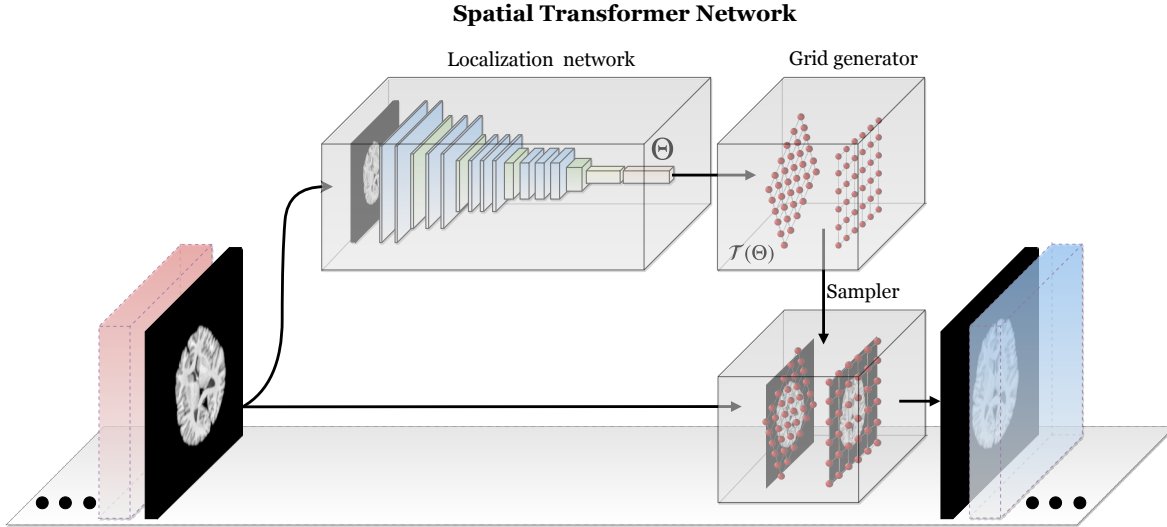 Spatial Transformer Network
Localization network
Grid generator
Θ
𝒯(Θ)
Sampler